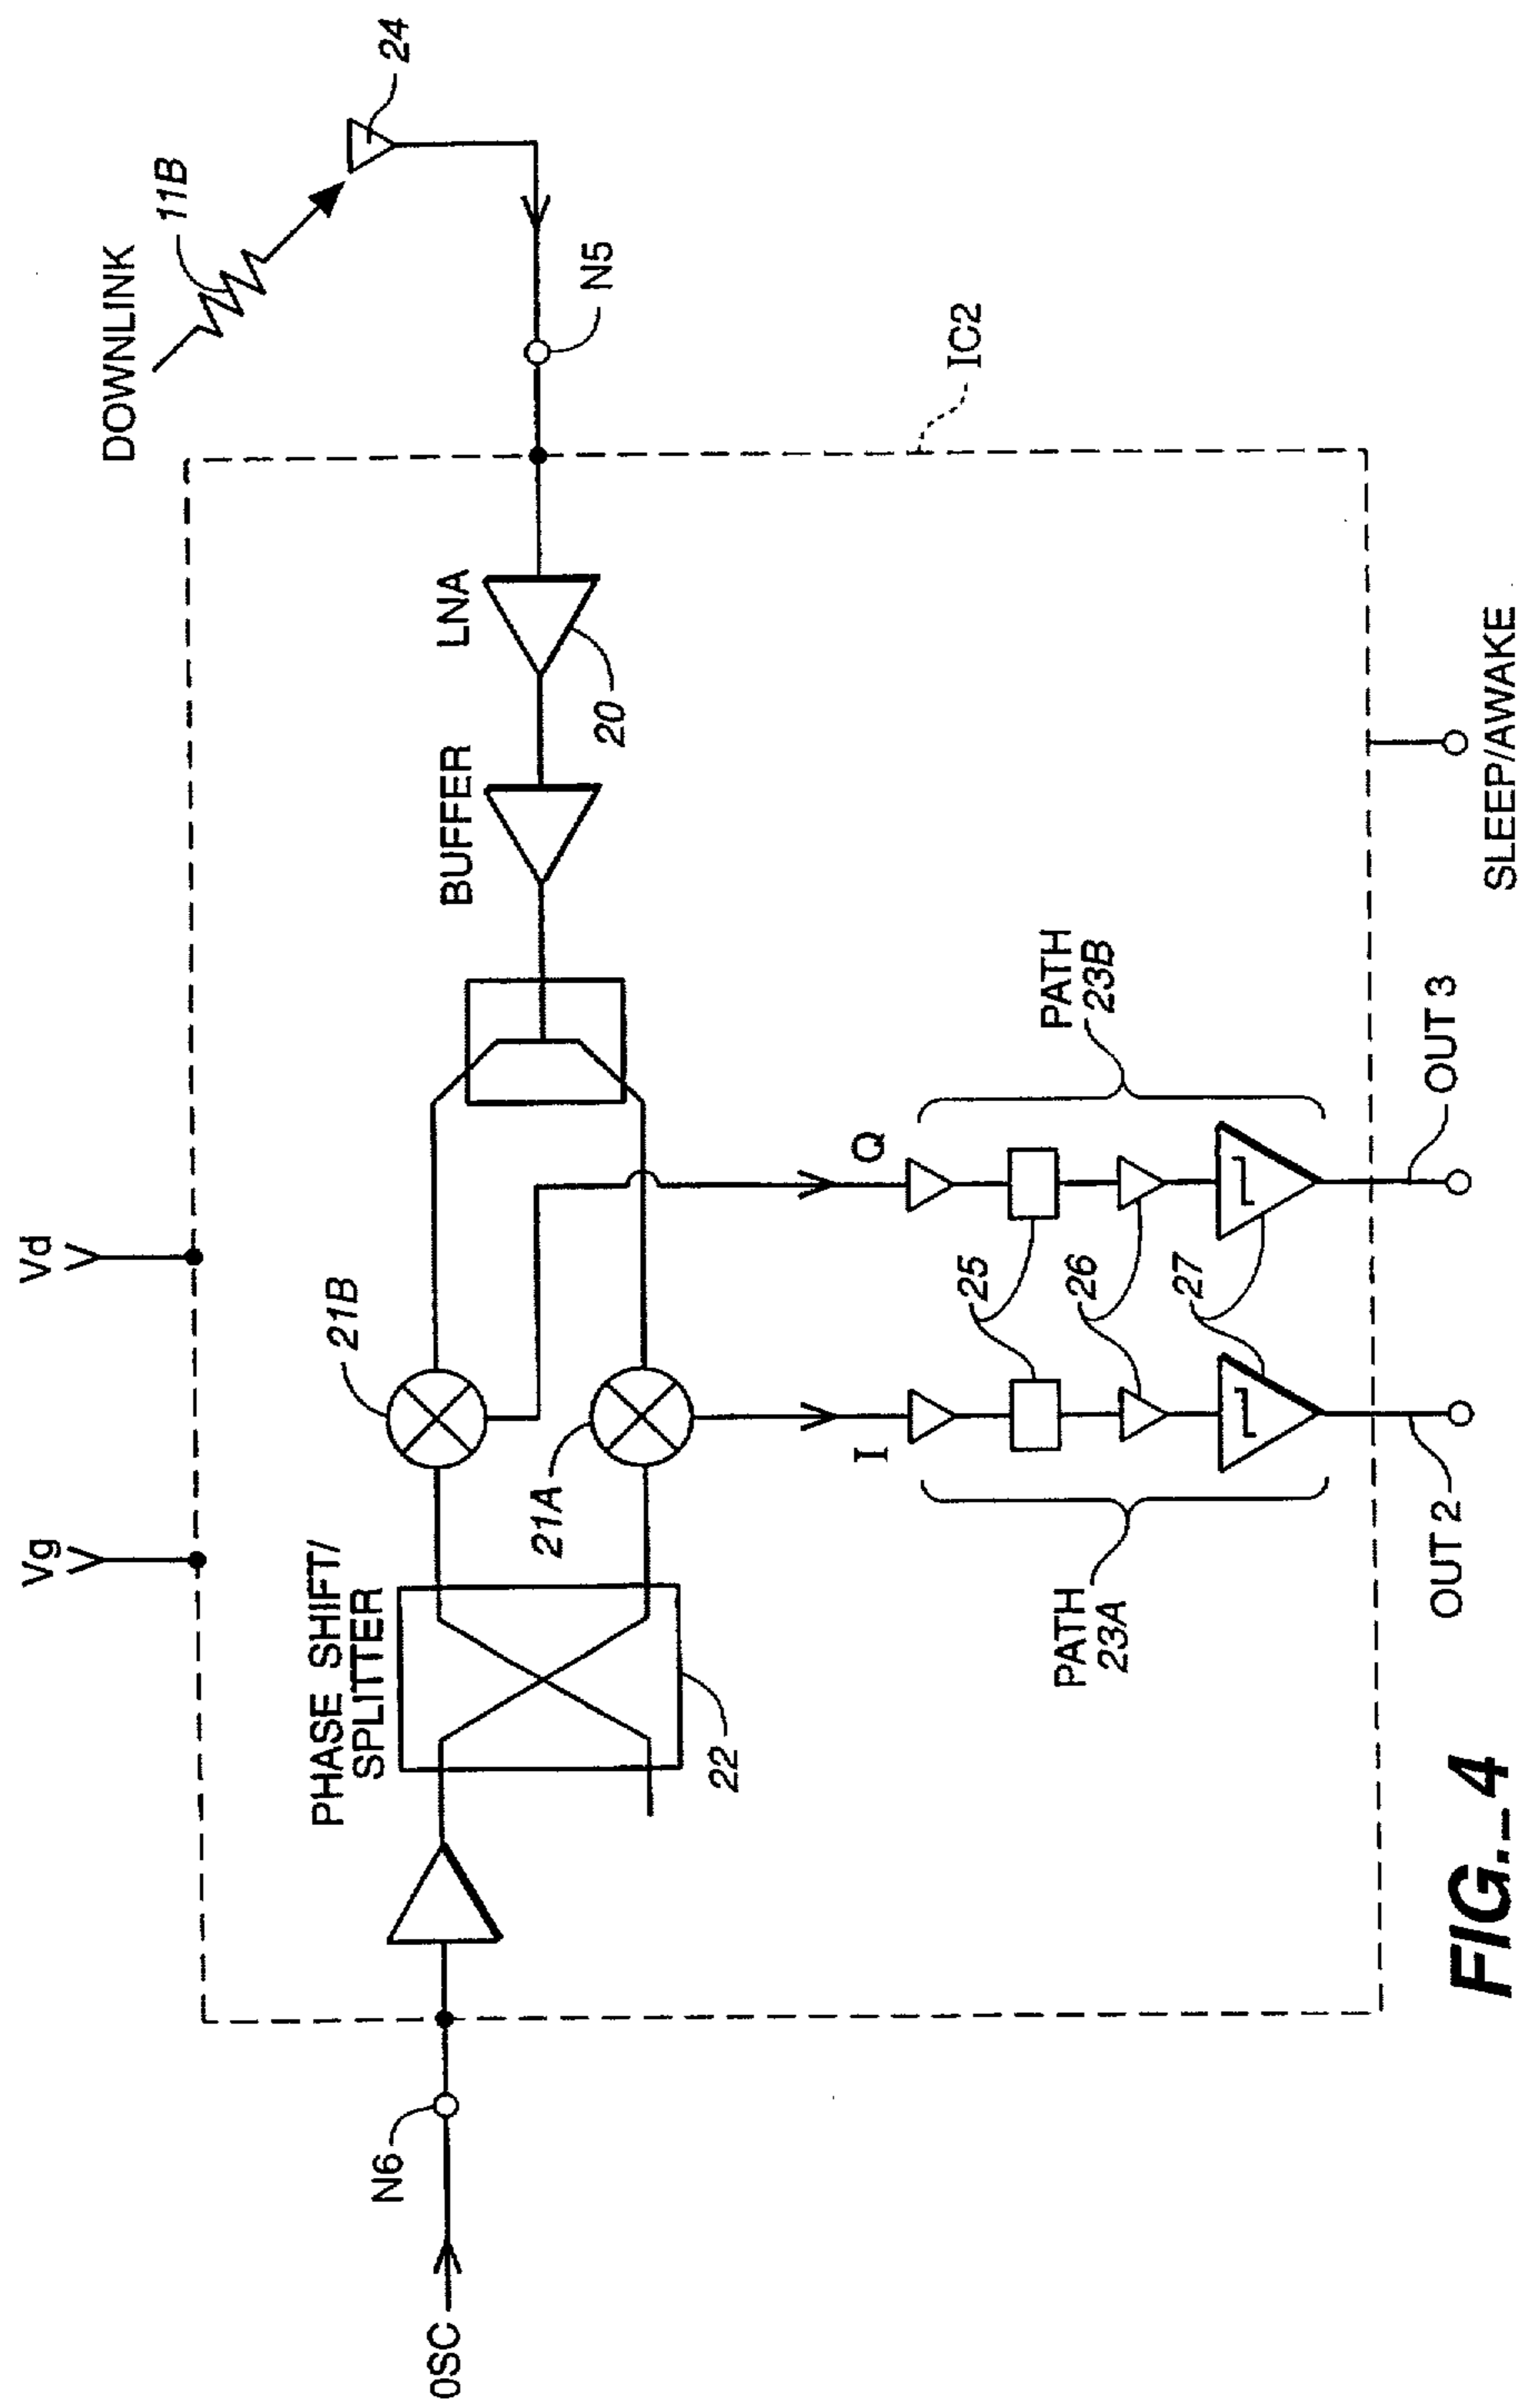 DOWNLINK
11B
24
N5
IC2
LNA
20
BUFFER
Vd
Vg
21B
21A
PHASE SHIFT/
SPLITTER
22
N6
OSC
Q
I
PATH
23B
PATH
23A
25
26
27
OUT 3
OUT 2
SLEEP/AWAKE
FIG._4